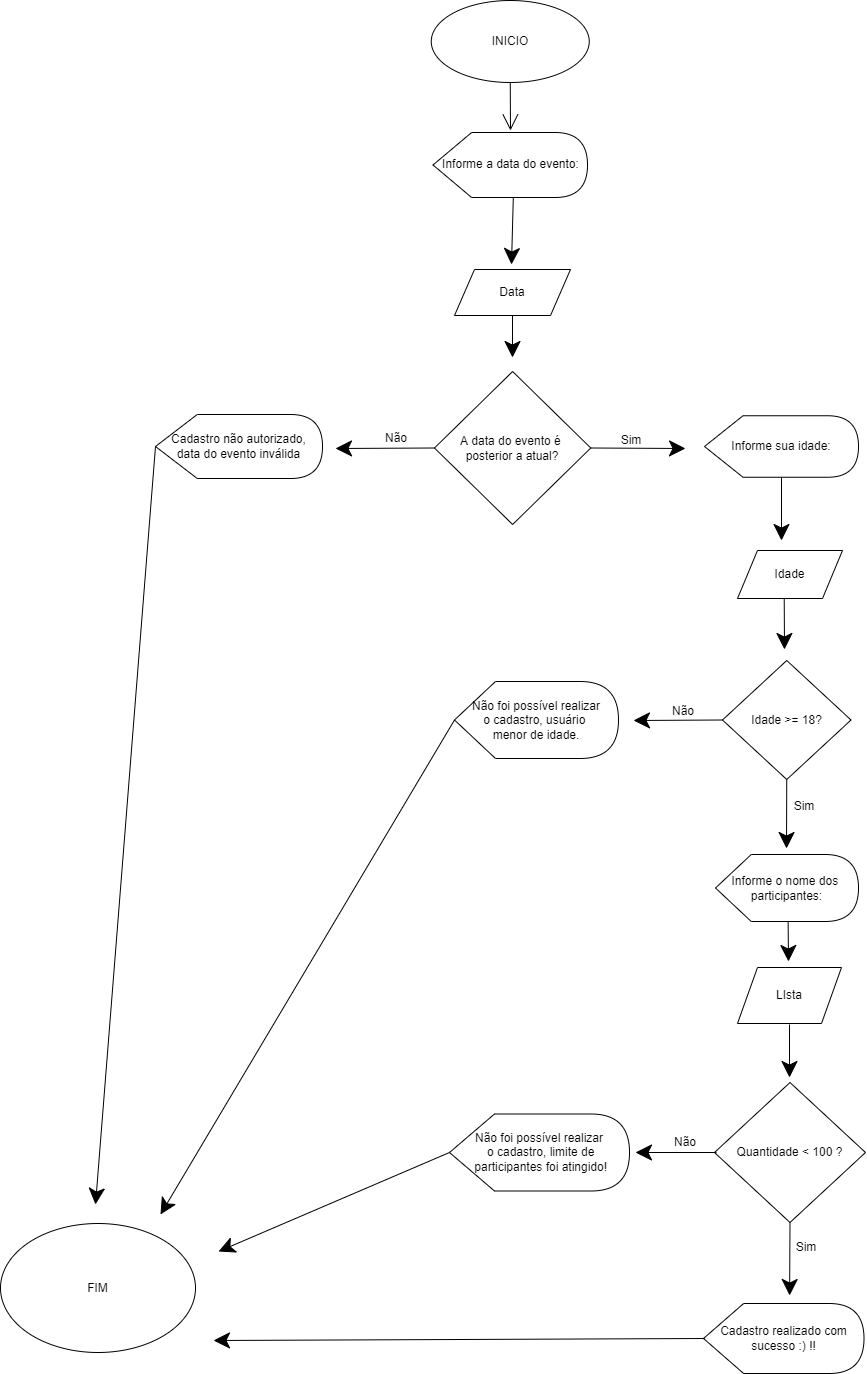 INICIO
Informe a data do evento:
Data
A data do evento é
posterior a atual?
Não
Sim
Cadastro não autorizado,
data do evento inválida
Informe sua idade:
Idade
Idade >= 18?
Não
Não foi possível realizar
o cadastro, usuário
menor de idade.
Sim
Informe o nome dos
participantes:
LIsta
Quantidade < 100 ?
Não
Não foi possível realizar
o cadastro, limite de
participantes foi atingido!
Sim
Cadastro realizado com
sucesso :) !!
FIM